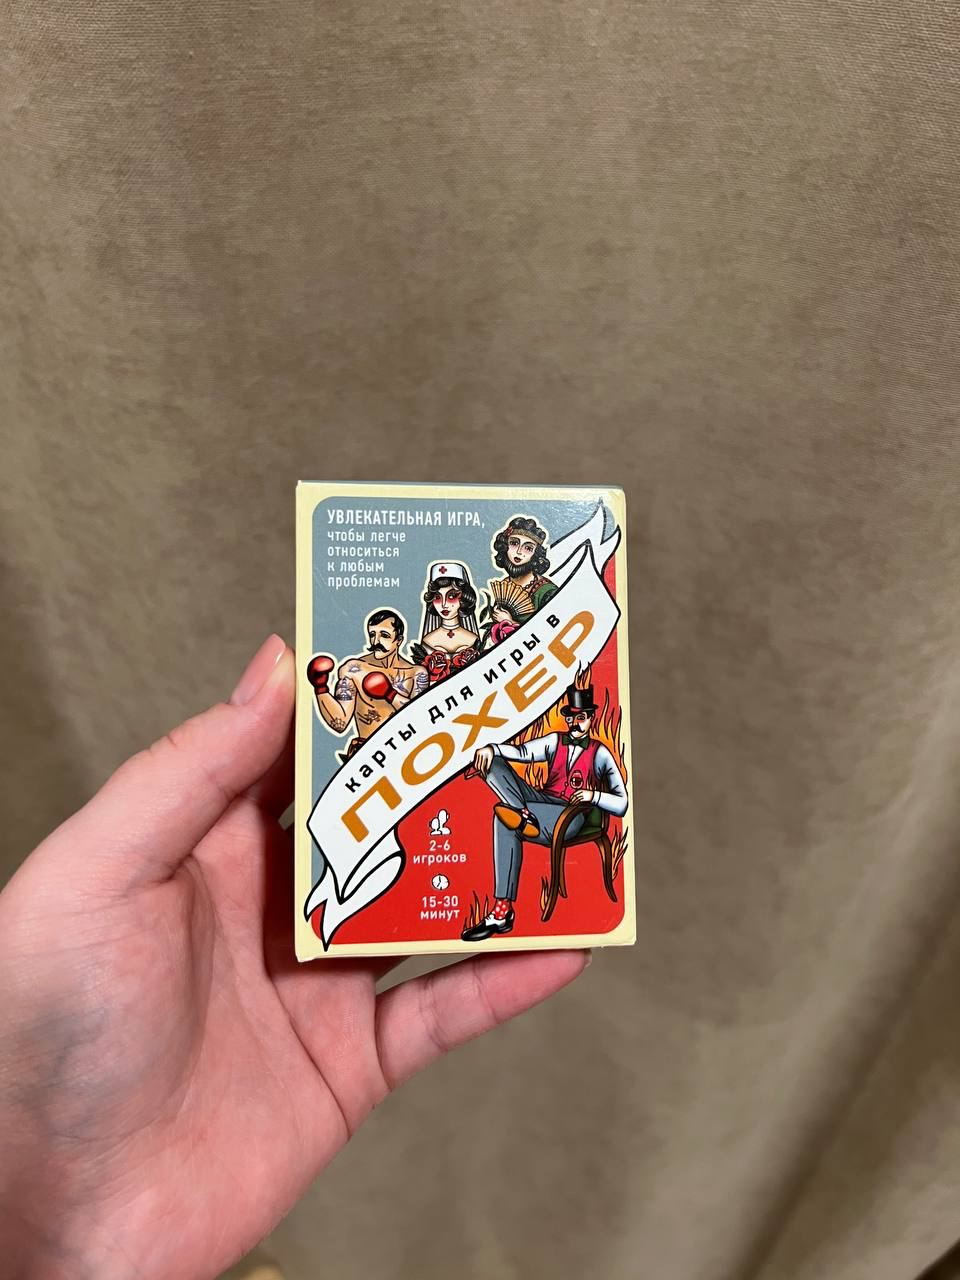 УВЛЕКАТЕЛЬНАЯ ИГРА,
чтобы легче
относиться
к любым
проблемам
карты для игры в
ПОХЕР
2-6
игроков
15-30
минут